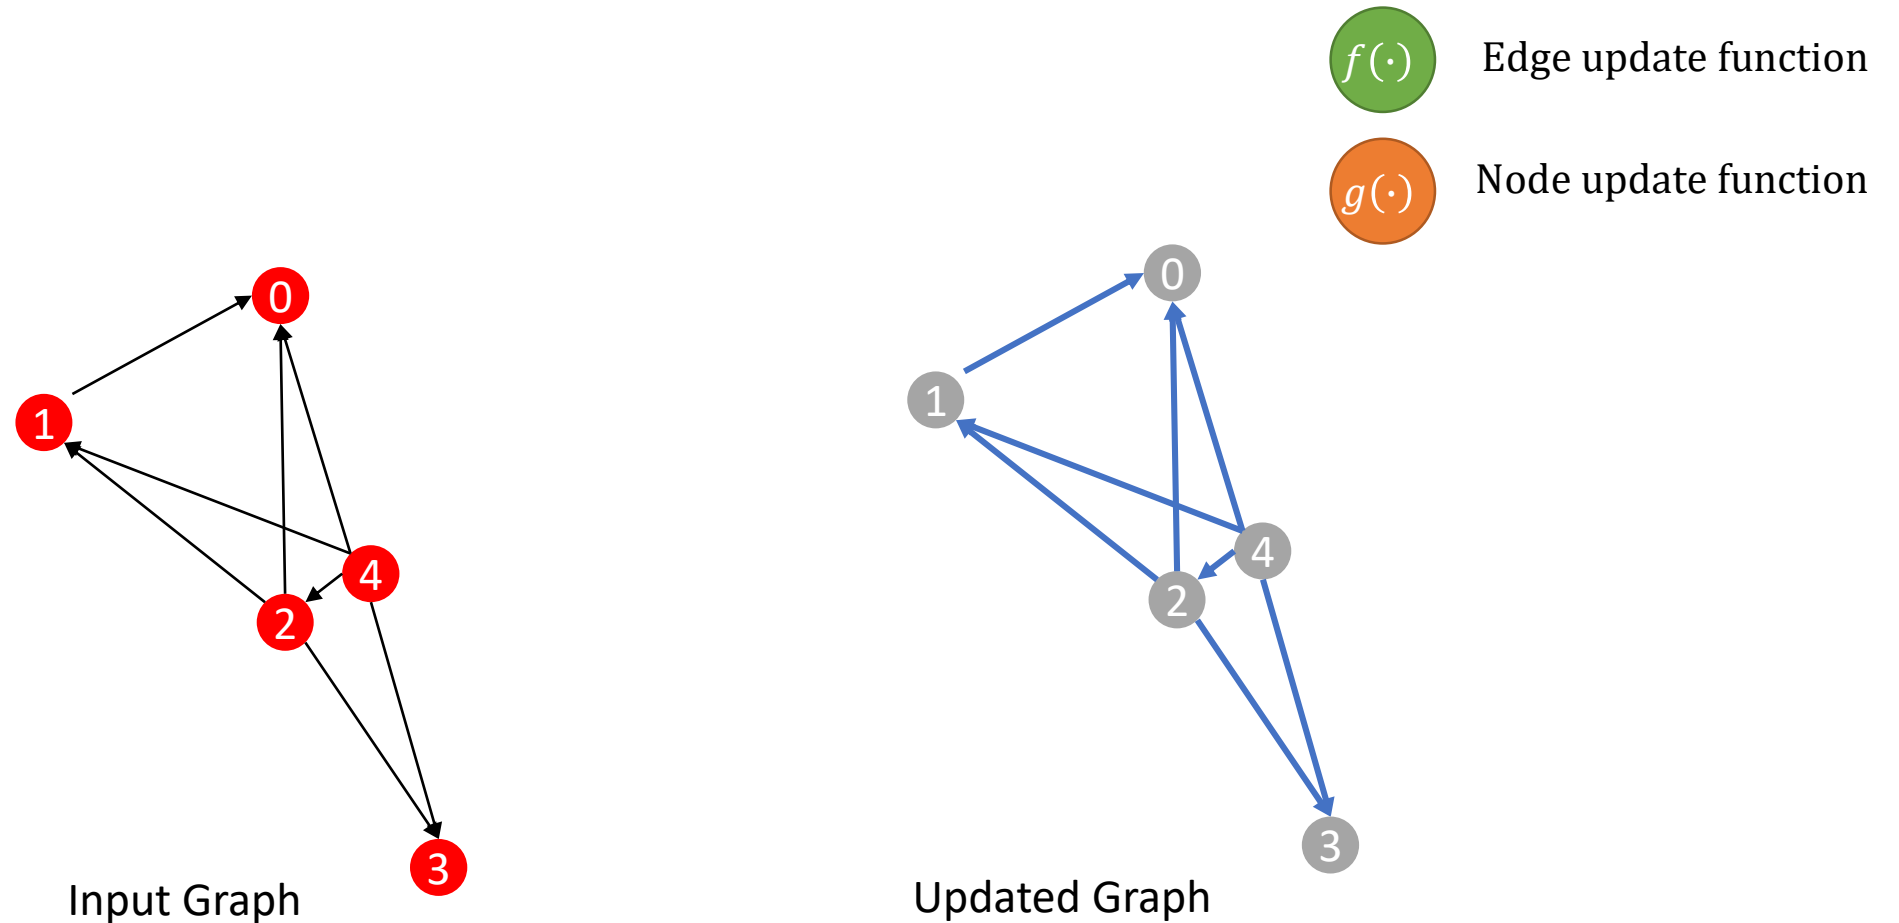 f(·) Edge update function
g(·) Node update function
0
1
4
2
3
Input Graph
0
1
4
2
3
Updated Graph